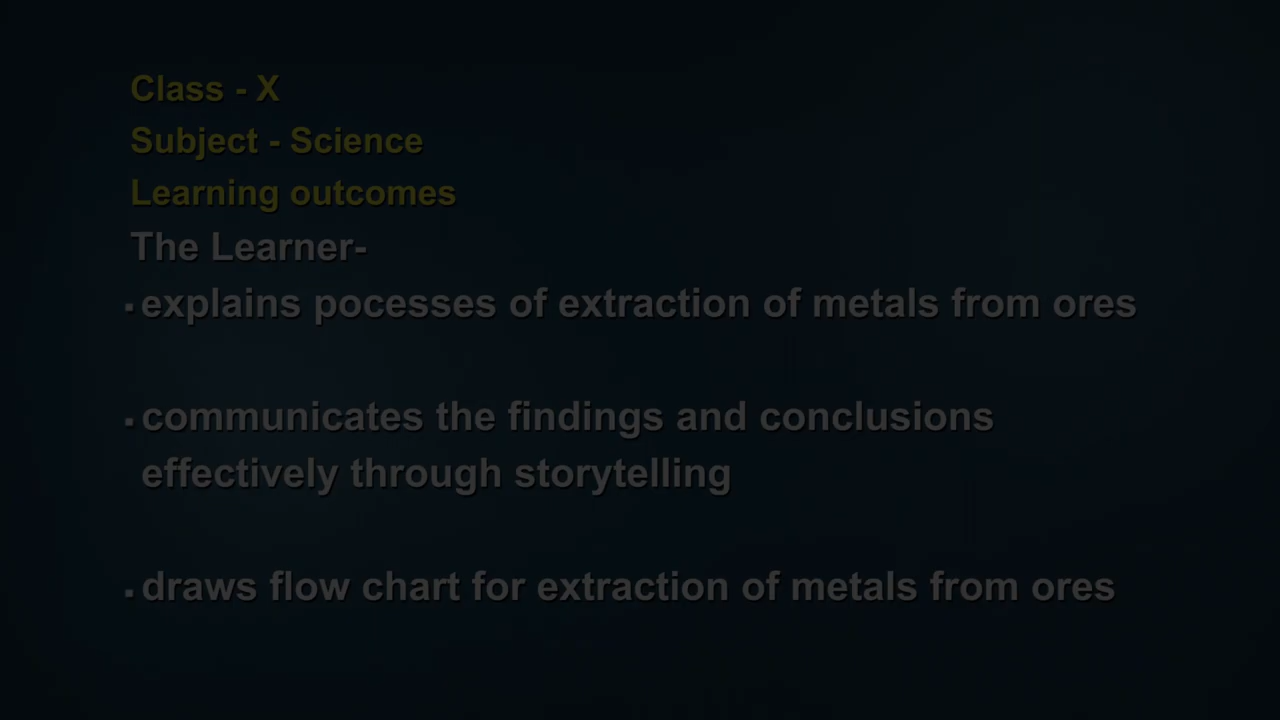 Class - X
Subject - Science
Learning outcomes
The Learner-
▪ explains pocesses of extraction of metals from ores
▪ communicates the findings and conclusions
effectively through storytelling
▪ draws flow chart for extraction of metals from ores